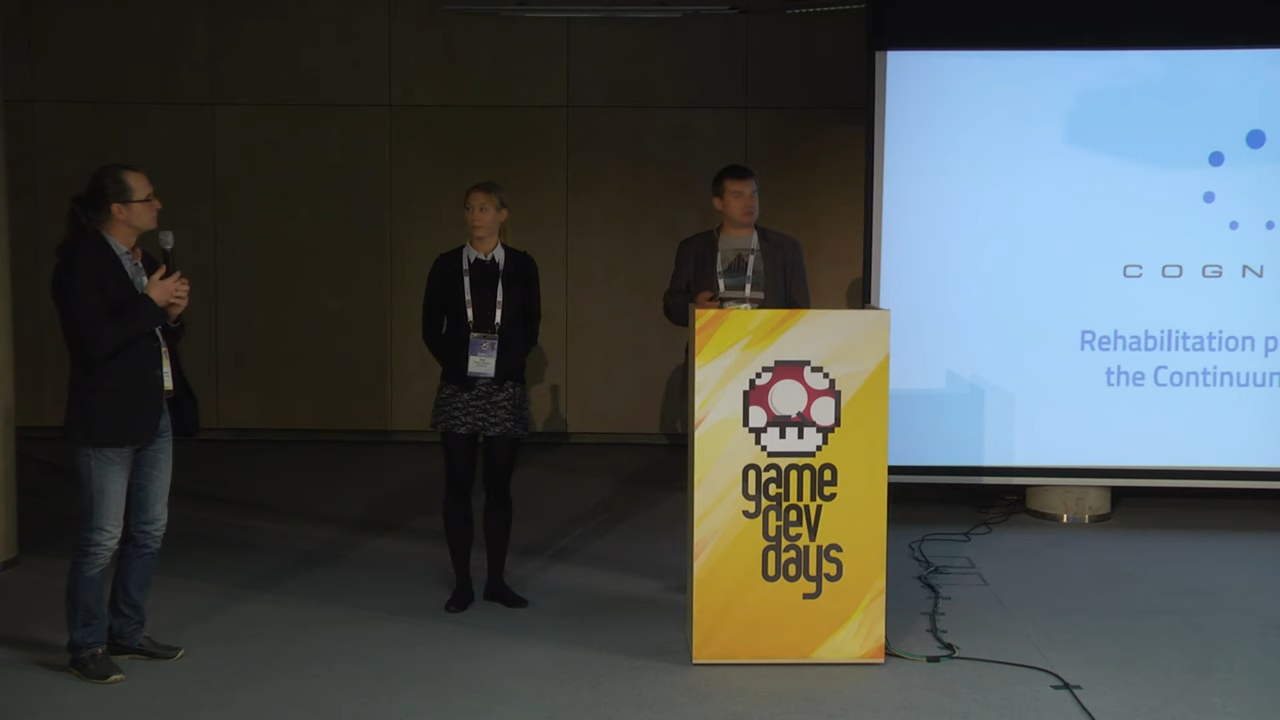 COGN
Rehabilitation p
the Continuun
game
dev
days